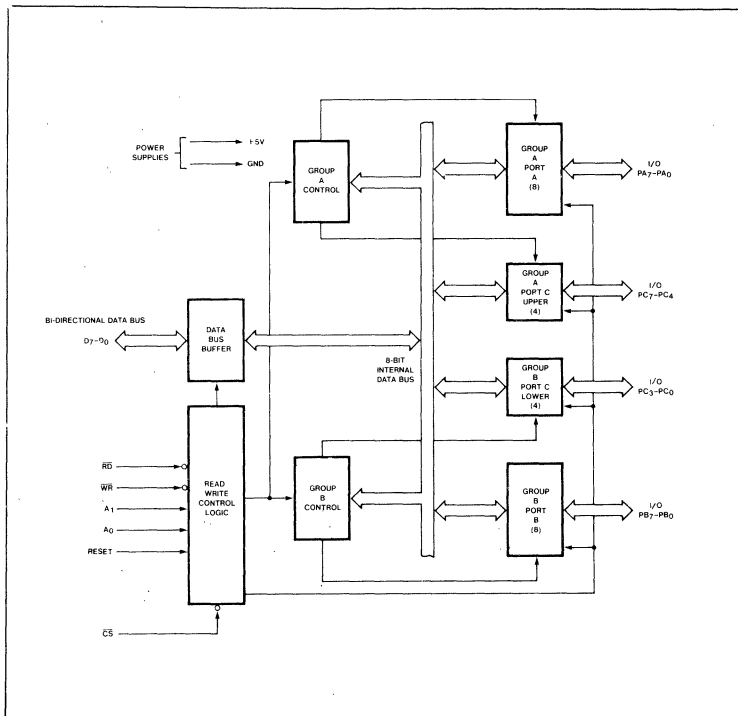 POWER SUPPLIES
+5V
GND
GROUP A CONTROL
GROUP A PORT A (8)
I/O PA7-PA0
GROUP A PORT C UPPER (4)
I/O PC7-PC4
BI-DIRECTIONAL DATA BUS
D7-D0
DATA BUS BUFFER
8-BIT INTERNAL DATA BUS
GROUP B PORT C LOWER (4)
I/O PC3-PC0
RD
WR
A1
A0
RESET
CS
READ WRITE CONTROL LOGIC
GROUP B CONTROL
GROUP B PORT B (8)
I/O PB7-PB0